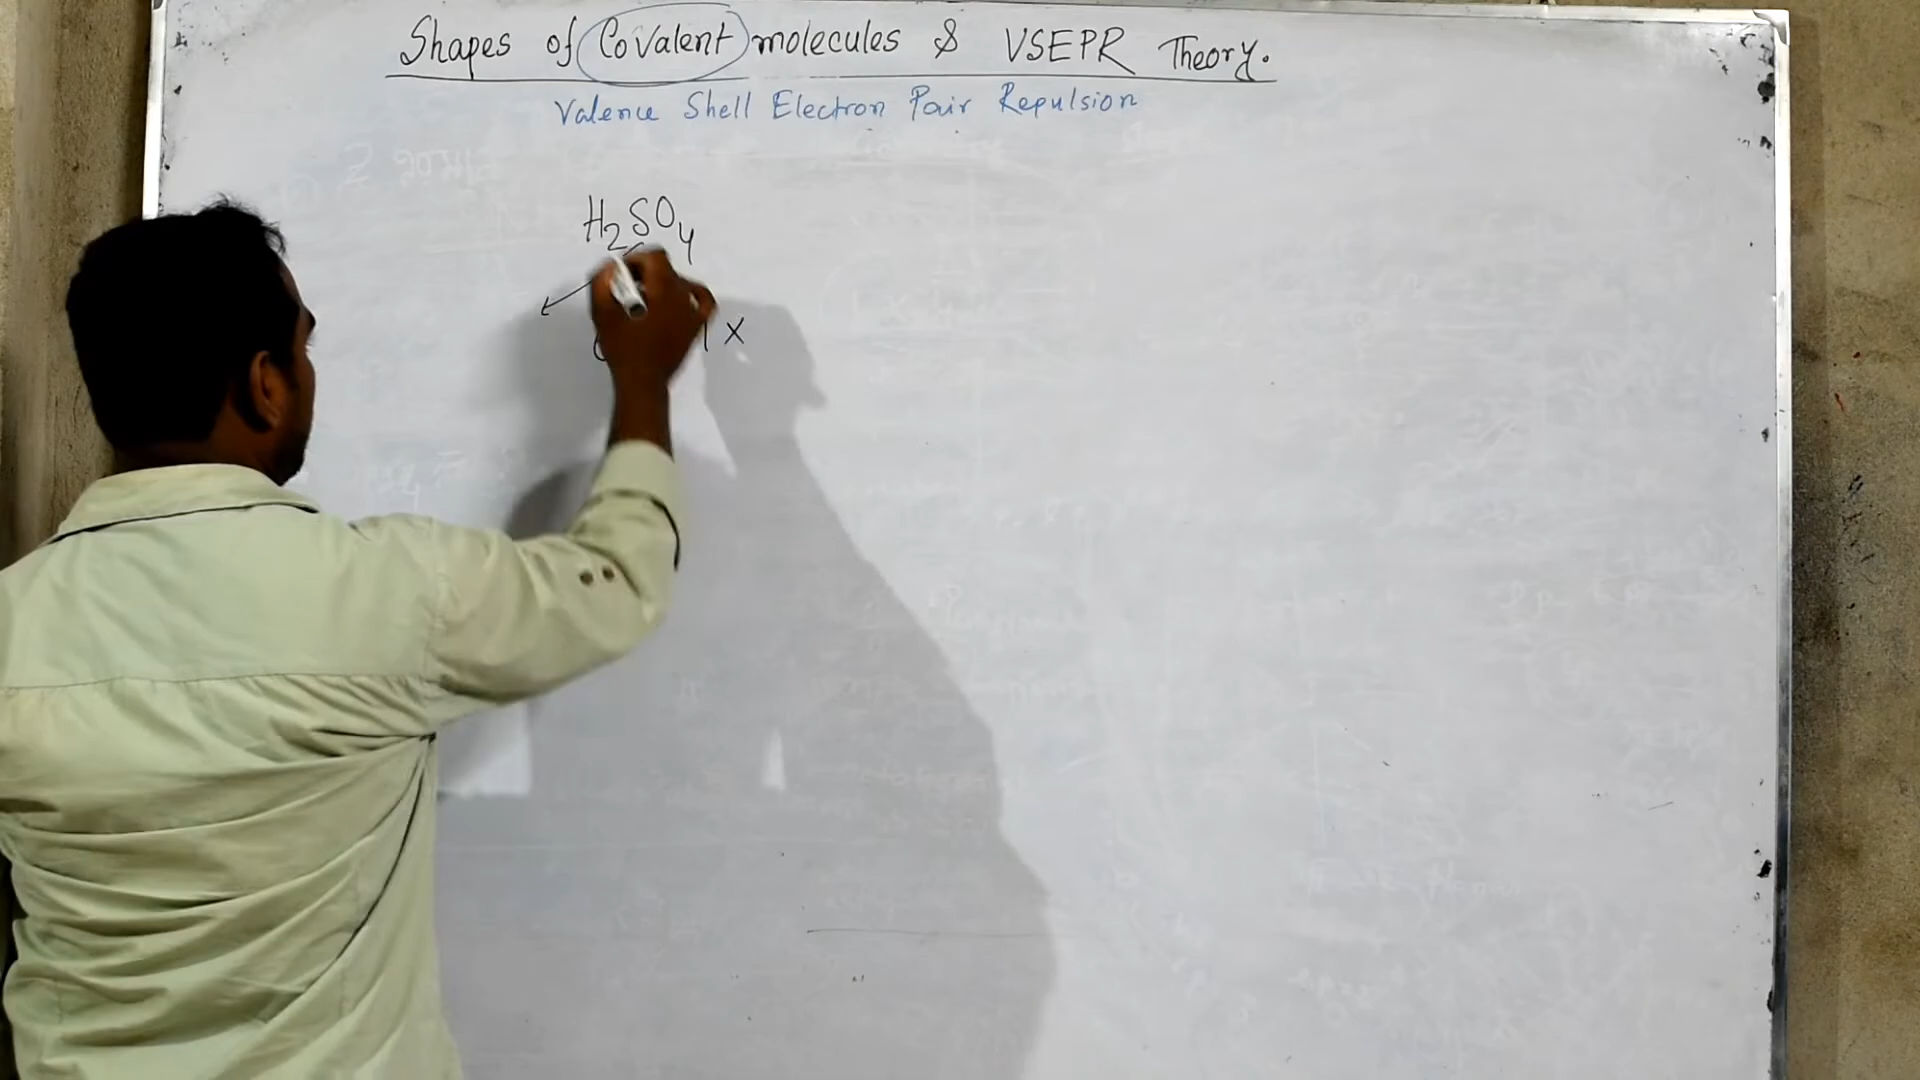 Shapes of Covalent molecules & VSEPR Theory.
Valence Shell Electron Pair Repulsion
H2SO4
x